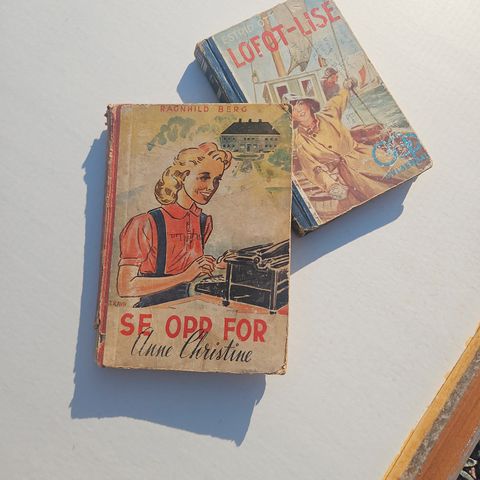 RAGNHILD BERG
SE OPP FOR
Anne Christine
LOFOT-LISE